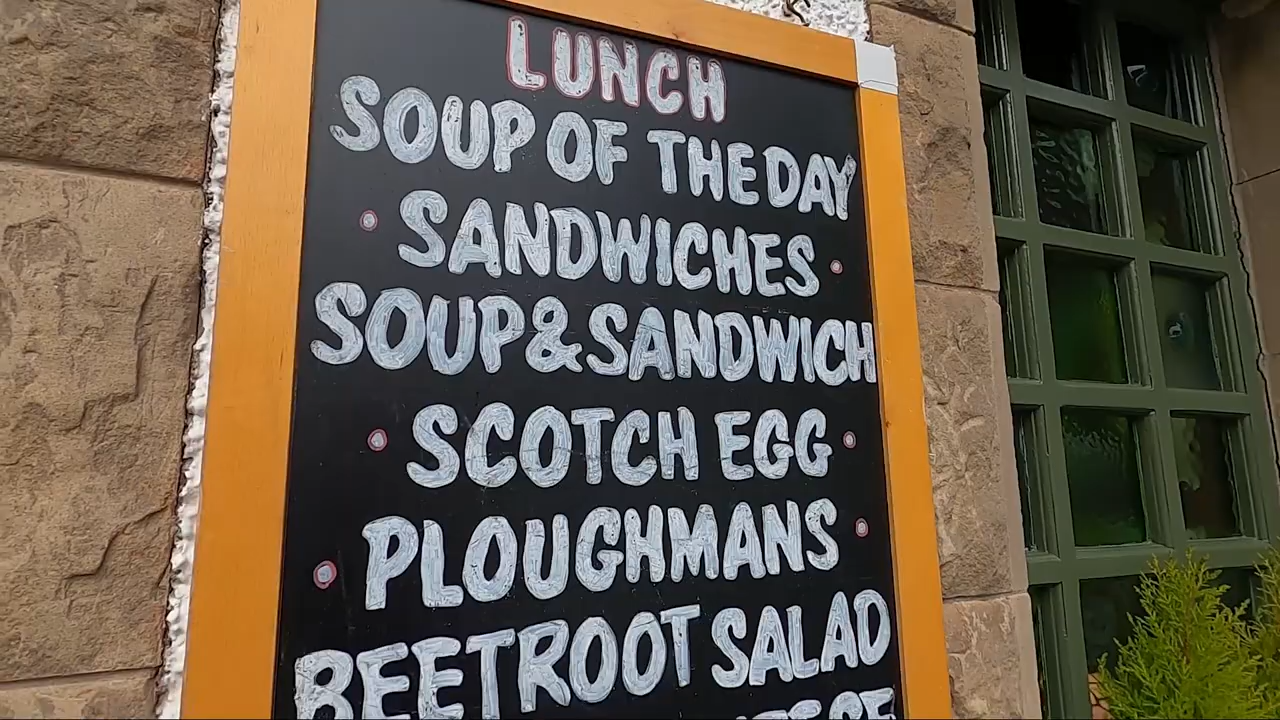 LUNCH
SOUP OF THE DAY
SANDWICHES
SOUP & SANDWICH
SCOTCH EGG
PLOUGHMANS
BEETROOT SALAD